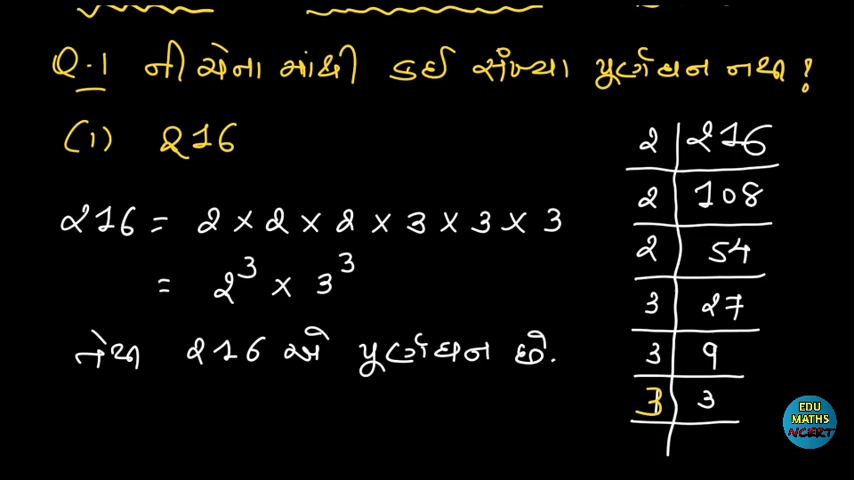 Q.1 નીચેના માંથી કઈ સંખ્યા પૂર્ણઘન નથી ?
(1) 216
216 = 2 × 2 × 2 × 3 × 3 × 3
= 2³ × 3³
તેથી 216 એ પૂર્ણઘન છે.
2 | 216
2 | 108
2 | 54
3 | 27
3 | 9
3 | 3
EDU
MATHS
NCERT